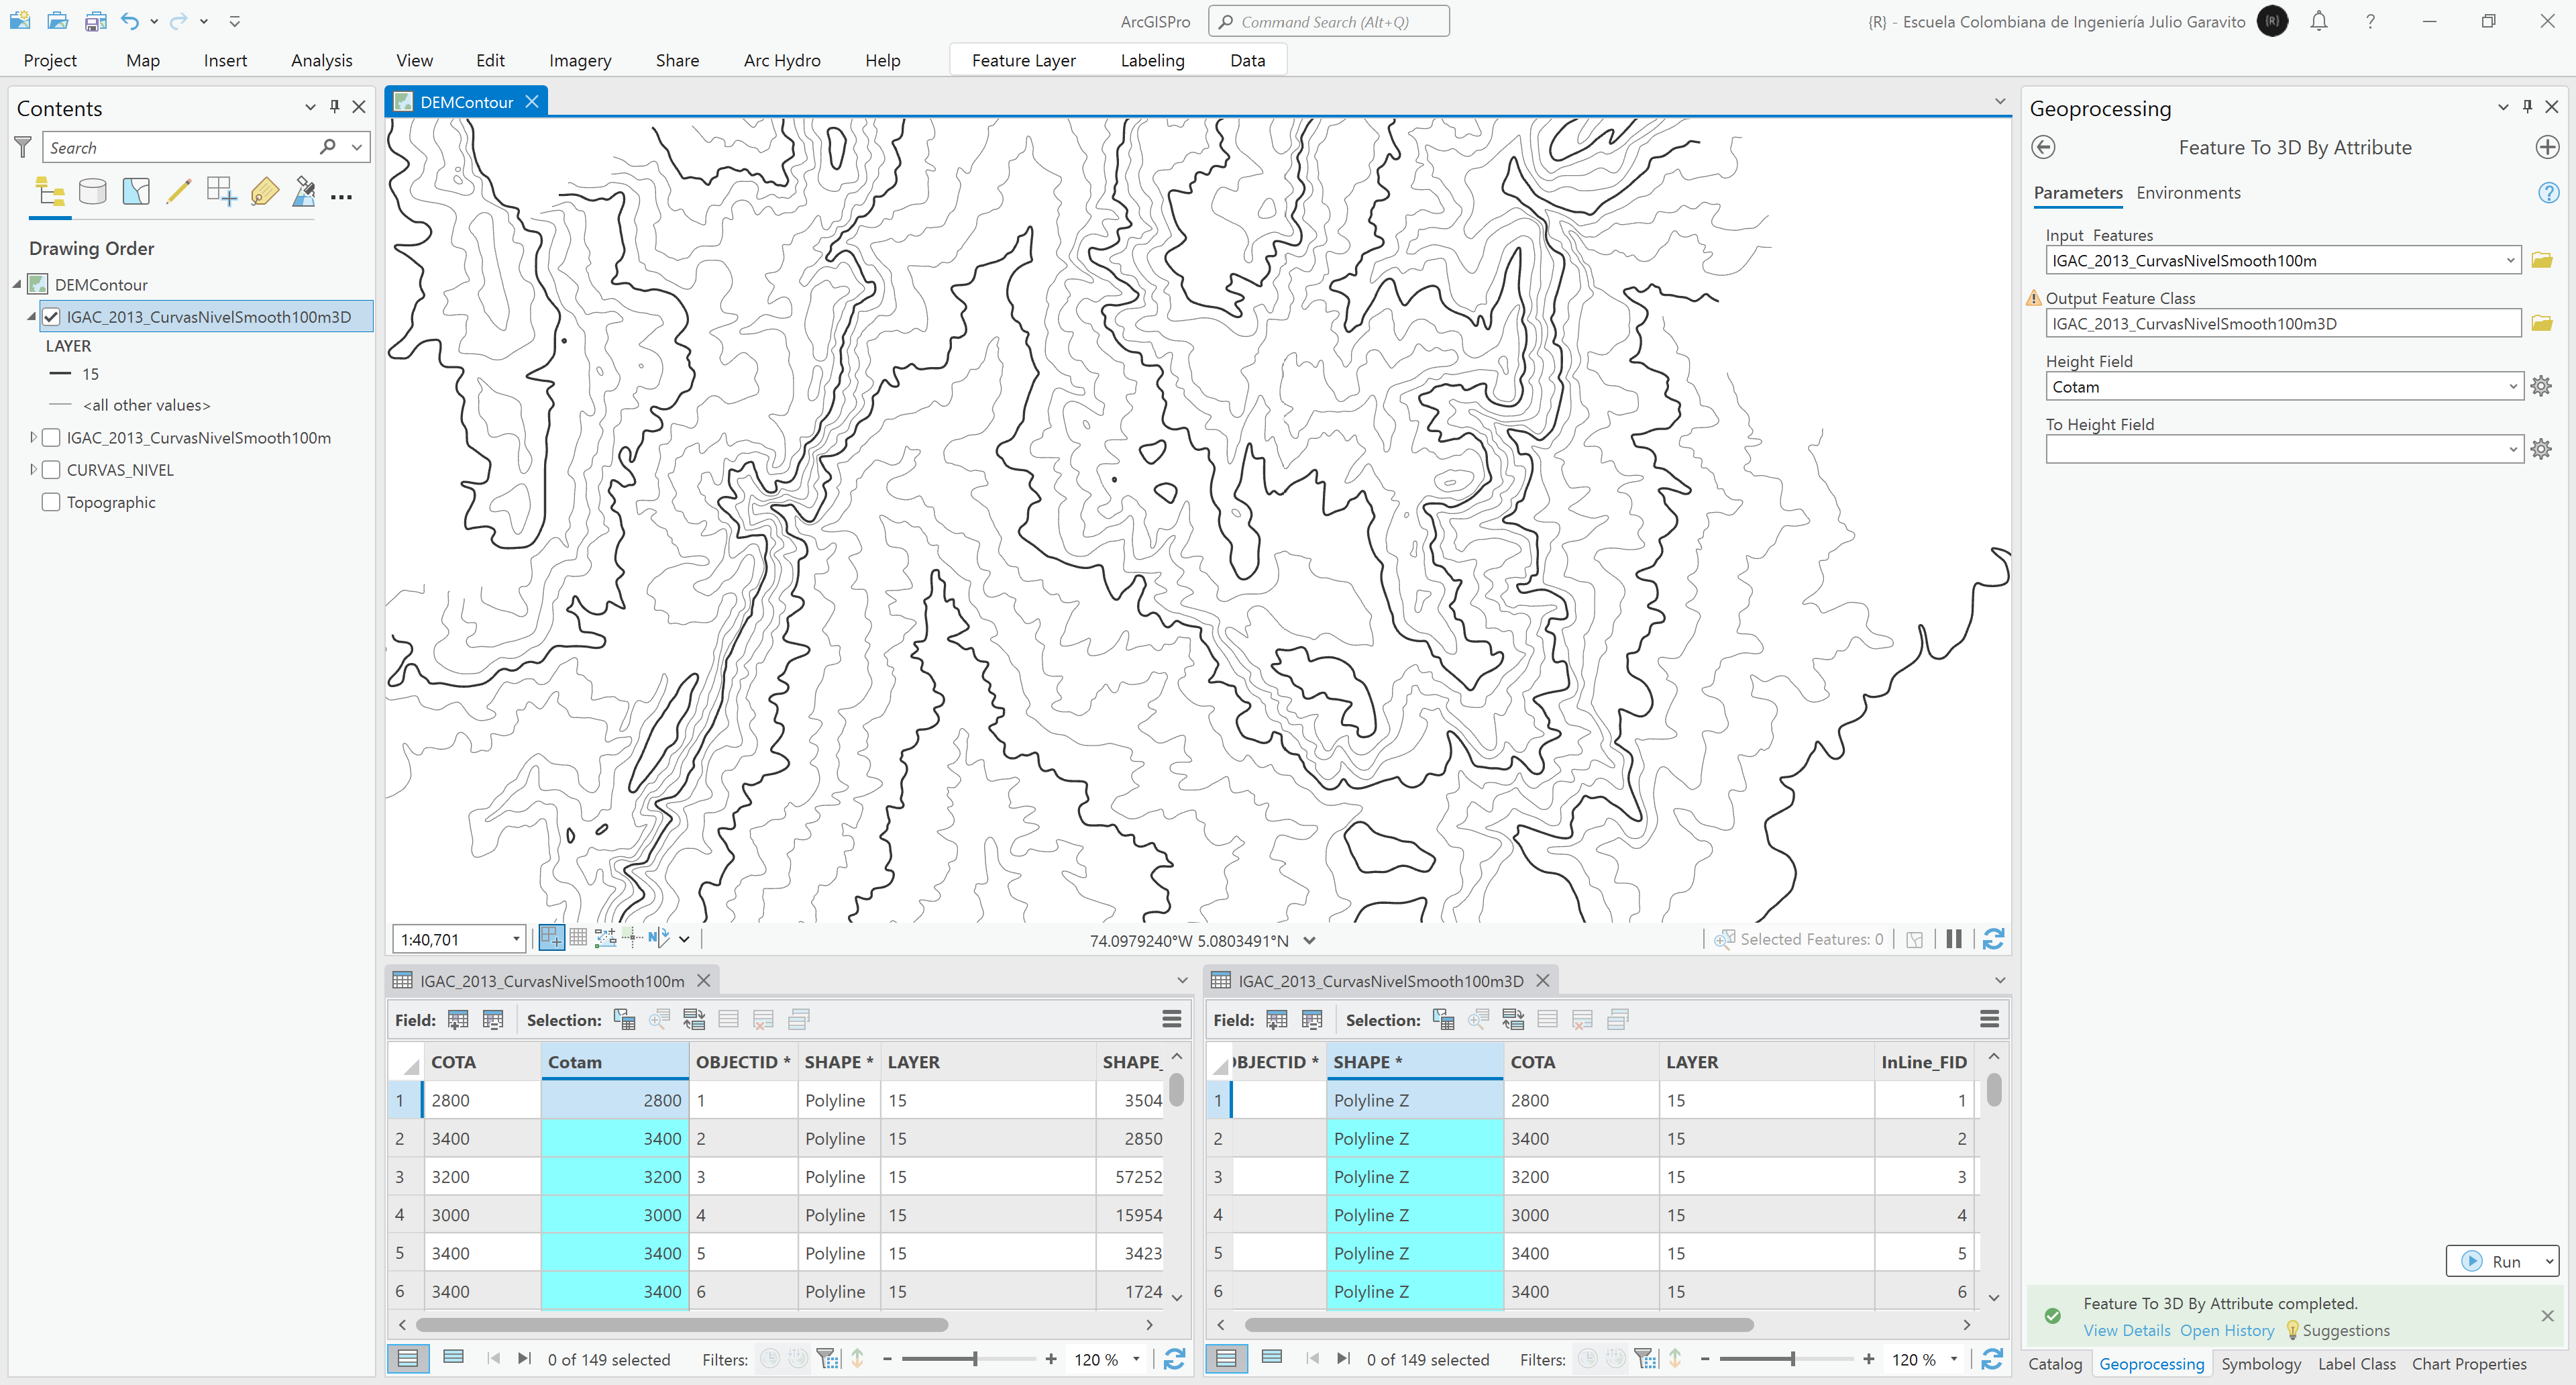 ArcGISPro
Command Search (Alt+Q)
{R} - Escuela Colombiana de Ingeniería Julio Garavito
{R}
Project Map Insert Analysis View Edit Imagery Share Arc Hydro Help Feature Layer Labeling Data
Contents
Search
Drawing Order
DEMContour
IGAC_2013_CurvasNivelSmooth100m3D
LAYER
15
<all other values>
IGAC_2013_CurvasNivelSmooth100m
CURVAS_NIVEL
Topographic
DEMContour
1:40,701
74.0979240°W 5.0803491°N
Selected Features: 0
IGAC_2013_CurvasNivelSmooth100m
Field: Selection:
COTA Cotam OBJECTID * SHAPE * LAYER SHAPE_
1 2800 2800 1 Polyline 15 3504
2 3400 3400 2 Polyline 15 2850
3 3200 3200 3 Polyline 15 57252
4 3000 3000 4 Polyline 15 15954
5 3400 3400 5 Polyline 15 3423
6 3400 3400 6 Polyline 15 1724
0 of 149 selected Filters: 120 %
IGAC_2013_CurvasNivelSmooth100m3D
Field: Selection:
BJECTID * SHAPE * COTA LAYER InLine_FID
1 Polyline Z 2800 15 1
2 Polyline Z 3400 15 2
3 Polyline Z 3200 15 3
4 Polyline Z 3000 15 4
5 Polyline Z 3400 15 5
6 Polyline Z 3400 15 6
0 of 149 selected Filters: 120 %
Geoprocessing
Feature To 3D By Attribute
Parameters Environments
Input Features
IGAC_2013_CurvasNivelSmooth100m
Output Feature Class
IGAC_2013_CurvasNivelSmooth100m3D
Height Field
Cotam
To Height Field
Run
Feature To 3D By Attribute completed.
View Details Open History Suggestions
Catalog Geoprocessing Symbology Label Class Chart Properties